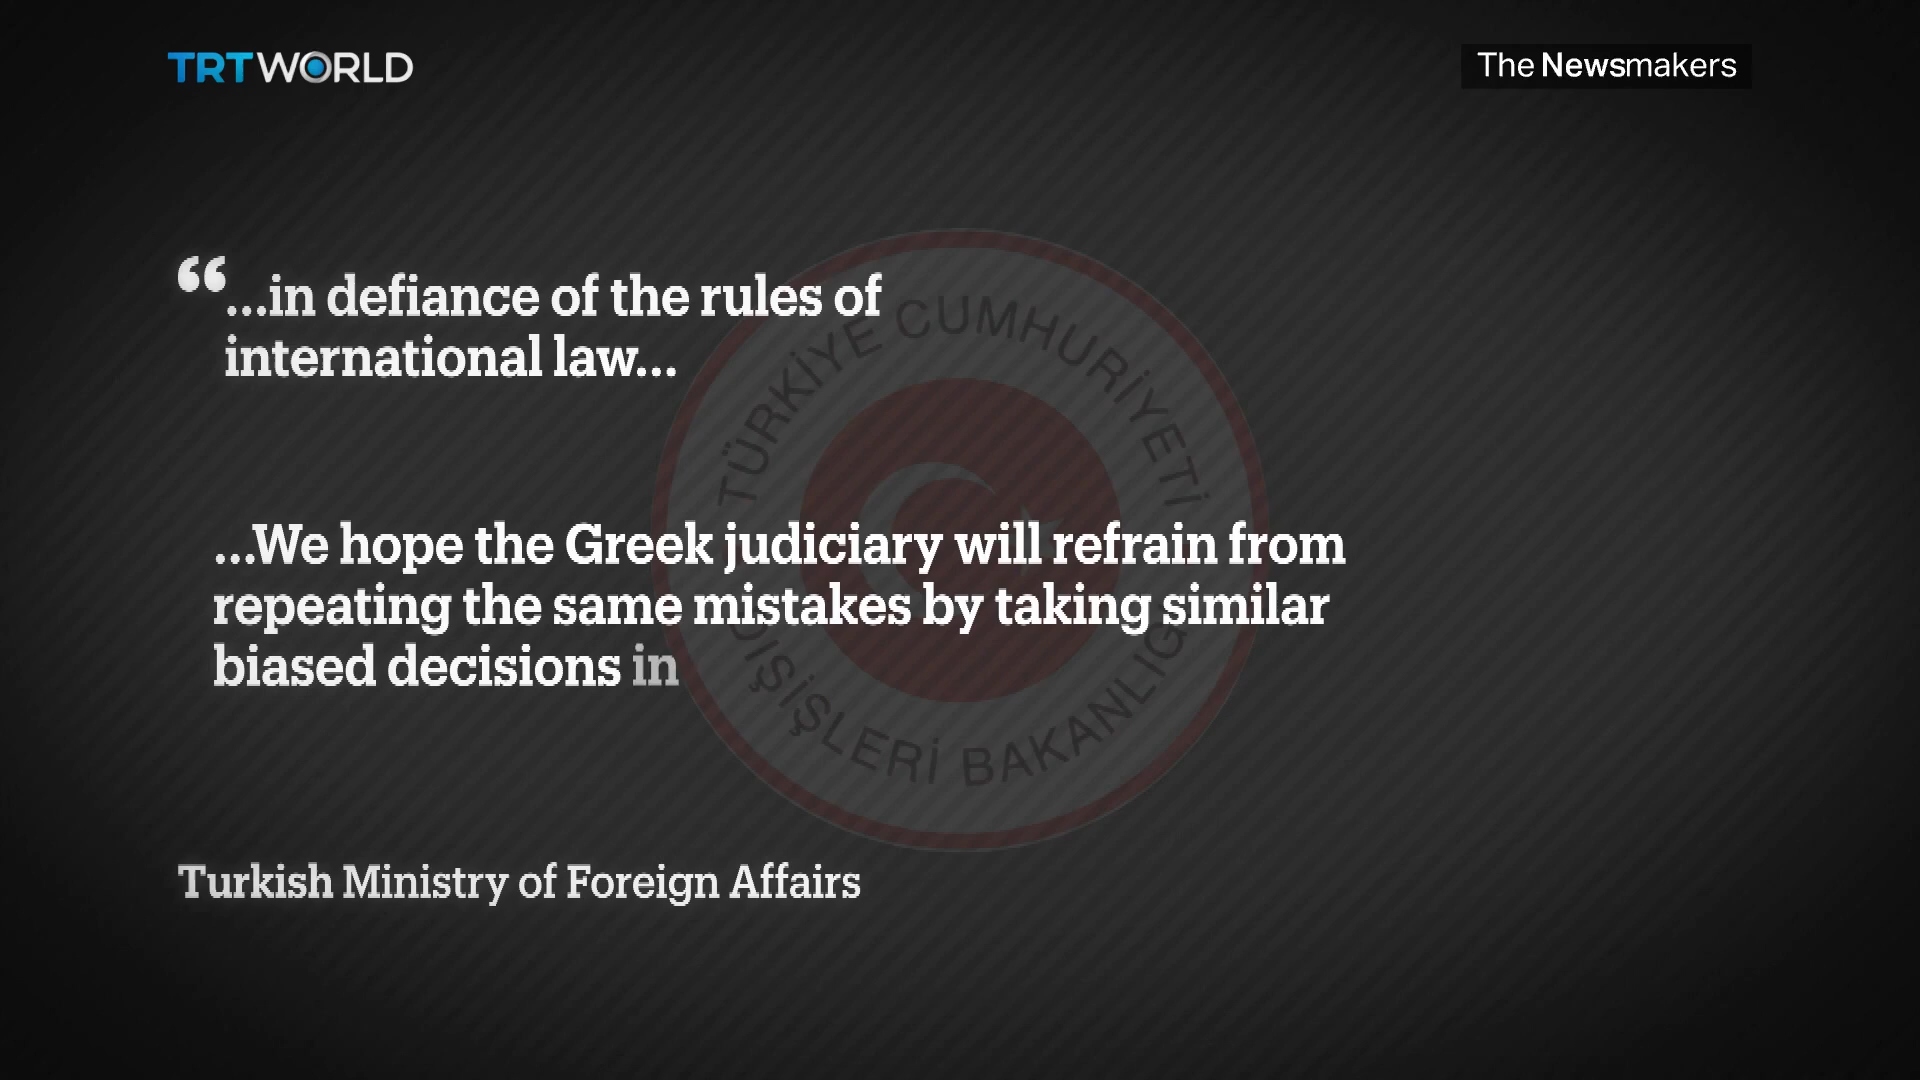 TRT WORLD
The Newsmakers
“...in defiance of the rules of
international law...
...We hope the Greek judiciary will refrain from
repeating the same mistakes by taking similar
biased decisions in
Turkish Ministry of Foreign Affairs
TÜRKİYE CUMHURİYETİ
DIŞİŞLERİ BAKANLIĞI